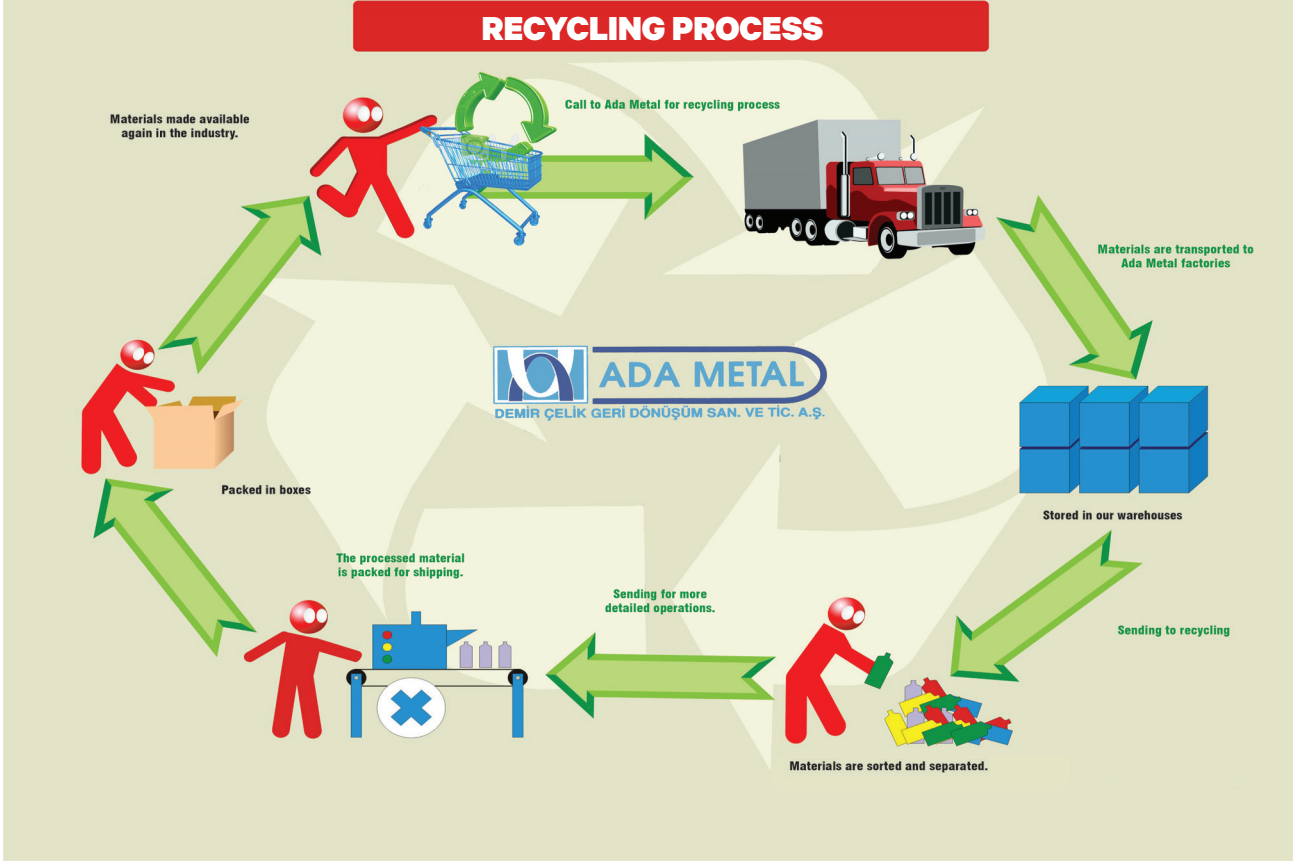 RECYCLING PROCESS
Call to Ada Metal for recycling process
Materials made available
again in the industry.
Materials are transported to
Ada Metal factories
ADA METAL
DEMİR ÇELİK GERİ DÖNÜŞÜM SAN. VE TİC. A.Ş.
Packed in boxes
Stored in our warehouses
The processed material
is packed for shipping.
Sending for more
detailed operations.
Sending to recycling
Materials are sorted and separated.